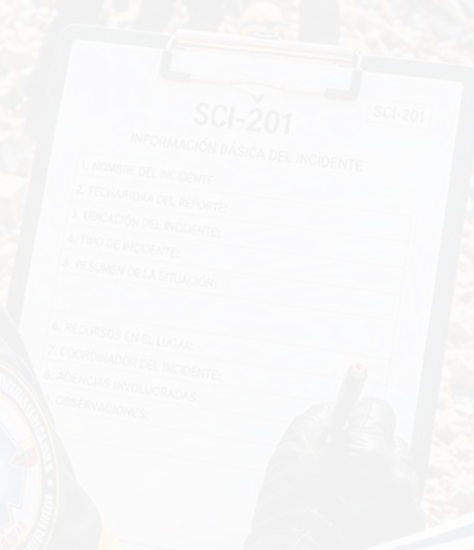 SCI-201
SCI-201
INFORMACIÓN BÁSICA DEL INCIDENTE
1. NOMBRE DEL INCIDENTE:
2. FECHA/HORA DEL REPORTE:
3. UBICACIÓN DEL INCIDENTE:
4. TIPO DE INCIDENTE:
5. RESUMEN DE LA SITUACIÓN:
6. RECURSOS EN EL LUGAR:
7. COORDINADOR DEL INCIDENTE:
8. AGENCIAS INVOLUCRADAS:
OBSERVACIONES: